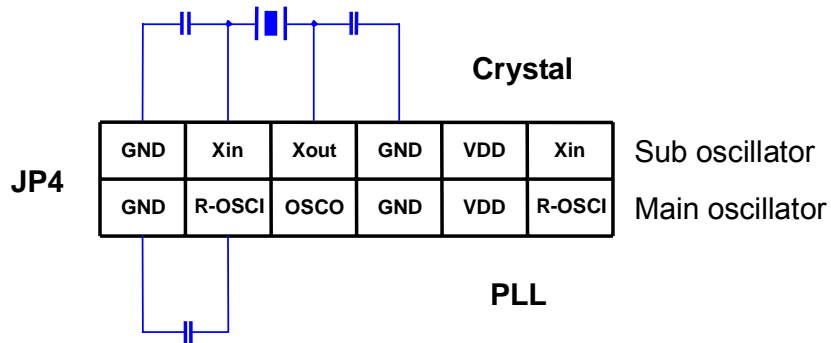 Crystal
GND Xin Xout GND VDD Xin Sub oscillator
JP4
GND R-OSCI OSCO GND VDD R-OSCI Main oscillator
PLL